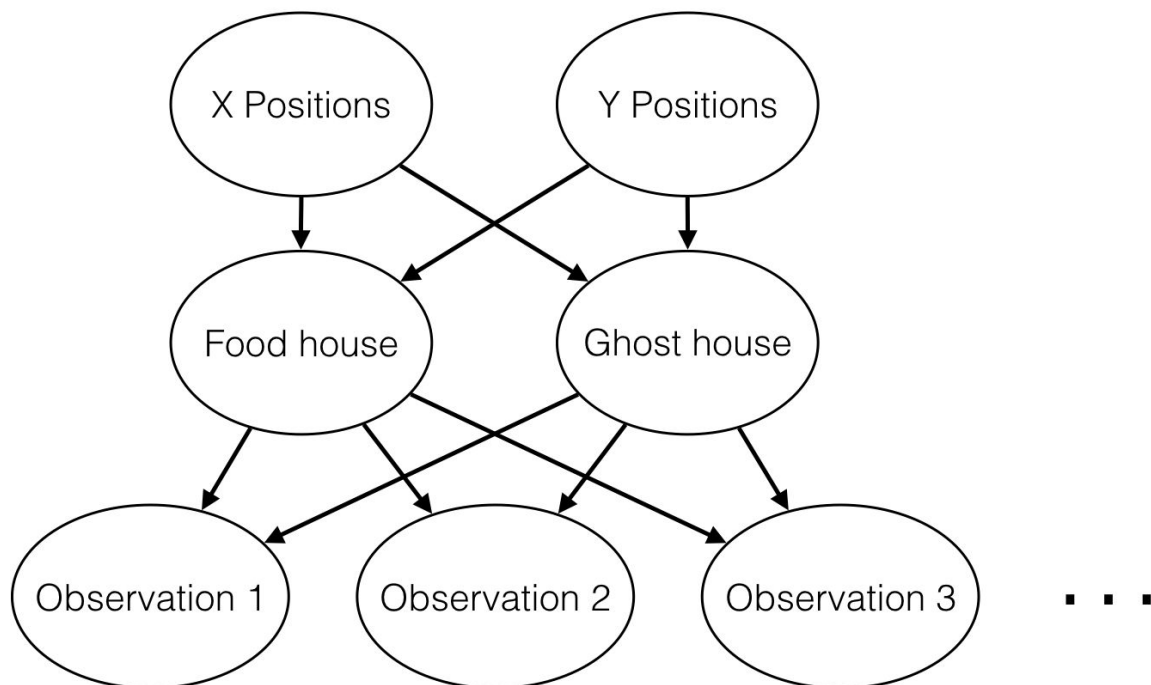 X Positions
Y Positions
Food house
Ghost house
Observation 1
Observation 2
Observation 3
. . .